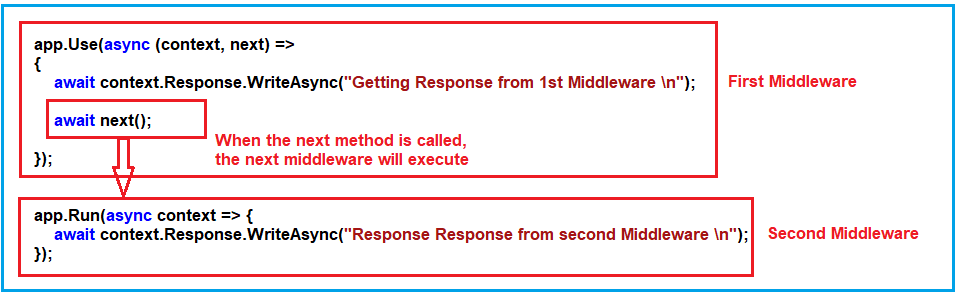 app.Use(async (context, next) =>
{
await context.Response.WriteAsync("Getting Response from 1st Middleware \n");
First Middleware
await next();
When the next method is called,
the next middleware will execute
});
app.Run(async context => {
await context.Response.WriteAsync("Response Response from second Middleware \n");
Second Middleware
});